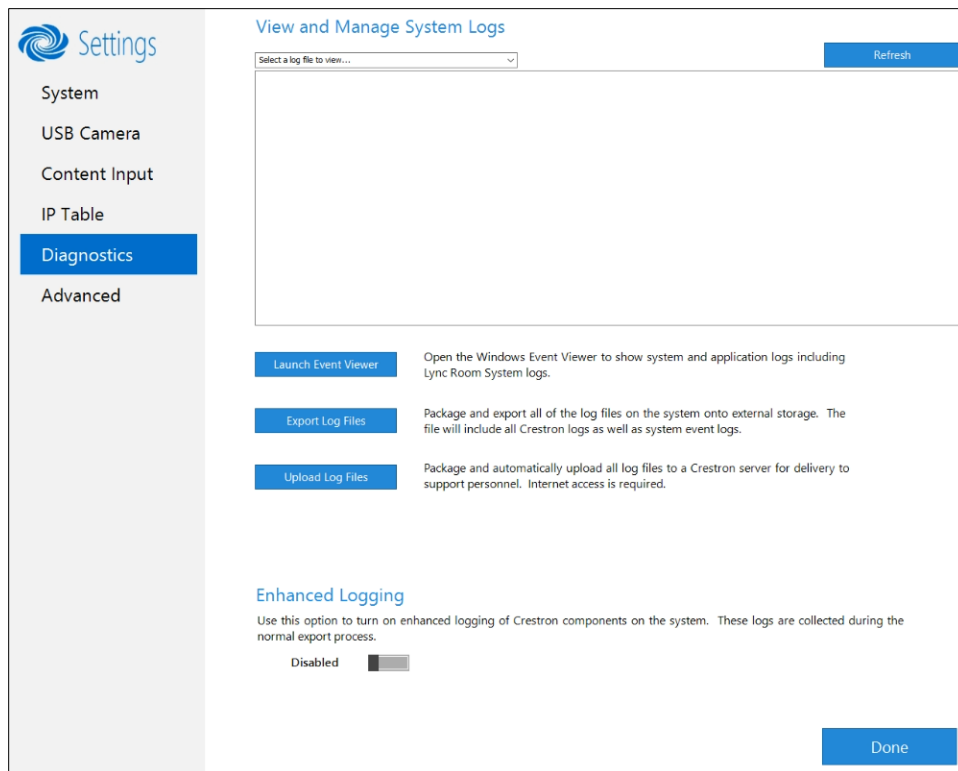 Settings
System
USB Camera
Content Input
IP Table
Diagnostics
Advanced
View and Manage System Logs
Select a log file to view...
Refresh
Launch Event Viewer
Open the Windows Event Viewer to show system and application logs including
Lync Room System logs.
Export Log Files
Package and export all of the log files on the system onto external storage. The
file will include all Crestron logs as well as system event logs.
Upload Log Files
Package and automatically upload all log files to a Crestron server for delivery to
support personnel. Internet access is required.
Enhanced Logging
Use this option to turn on enhanced logging of Crestron components on the system. These logs are collected during the
normal export process.
Disabled
Done